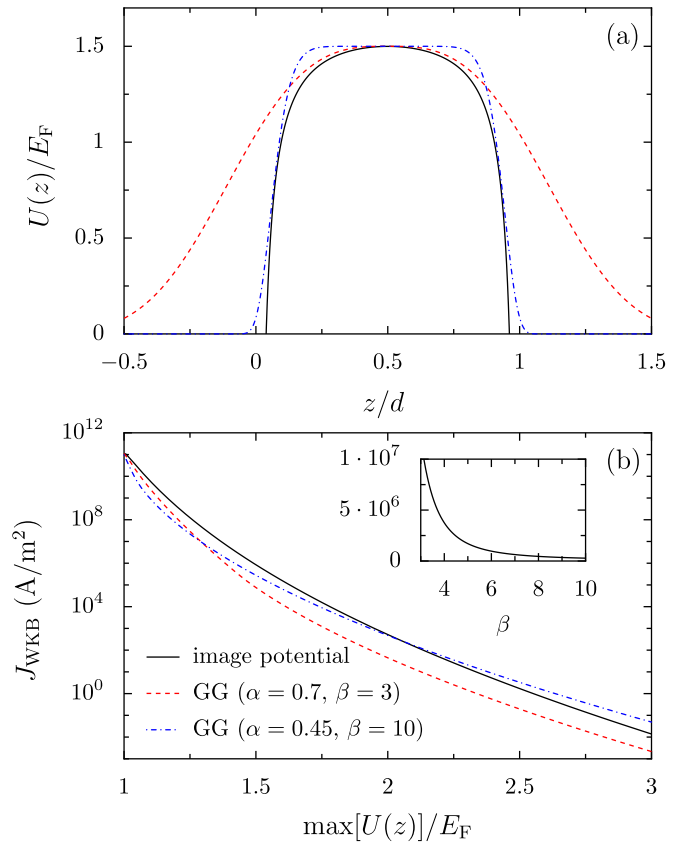 (a)
1.5
1
1.5
0
U(z)/E_F
−0.5
0
0.5
1
1.5
z/d
(b)
10^12
10^8
10^4
10^0
J_WKB (A/m^2)
1 · 10^7
5 · 10^6
0
4
6
8
10
β
image potential
GG (α = 0.7, β = 3)
GG (α = 0.45, β = 10)
1
1.5
2
2.5
3
max[U(z)]/E_F